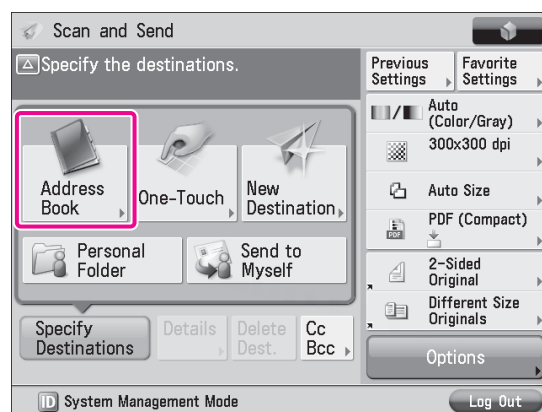 Scan and Send
Specify the destinations.
Previous
Settings
Favorite
Settings
Address
Book
One-Touch
New
Destination
Personal
Folder
Send to
Myself
Auto
(Color/Gray)
300x300 dpi
Auto Size
PDF
PDF (Compact)
2-Sided
Original
Different Size
Originals
Specify
Destinations
Details
Delete
Dest.
Cc
Bcc
Options
ID System Management Mode
Log Out